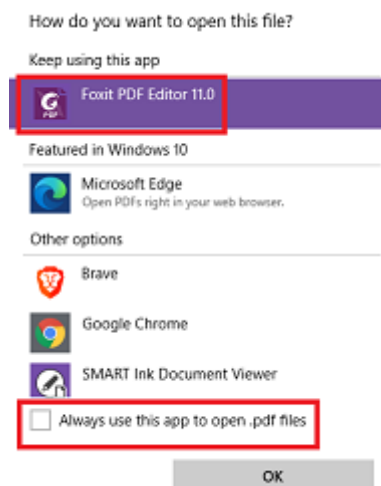 How do you want to open this file?
Keep using this app
Foxit PDF Editor 11.0
Featured in Windows 10
Microsoft Edge
Open PDFs right in your web browser.
Other options
Brave
Google Chrome
SMART Ink Document Viewer
Always use this app to open .pdf files
OK